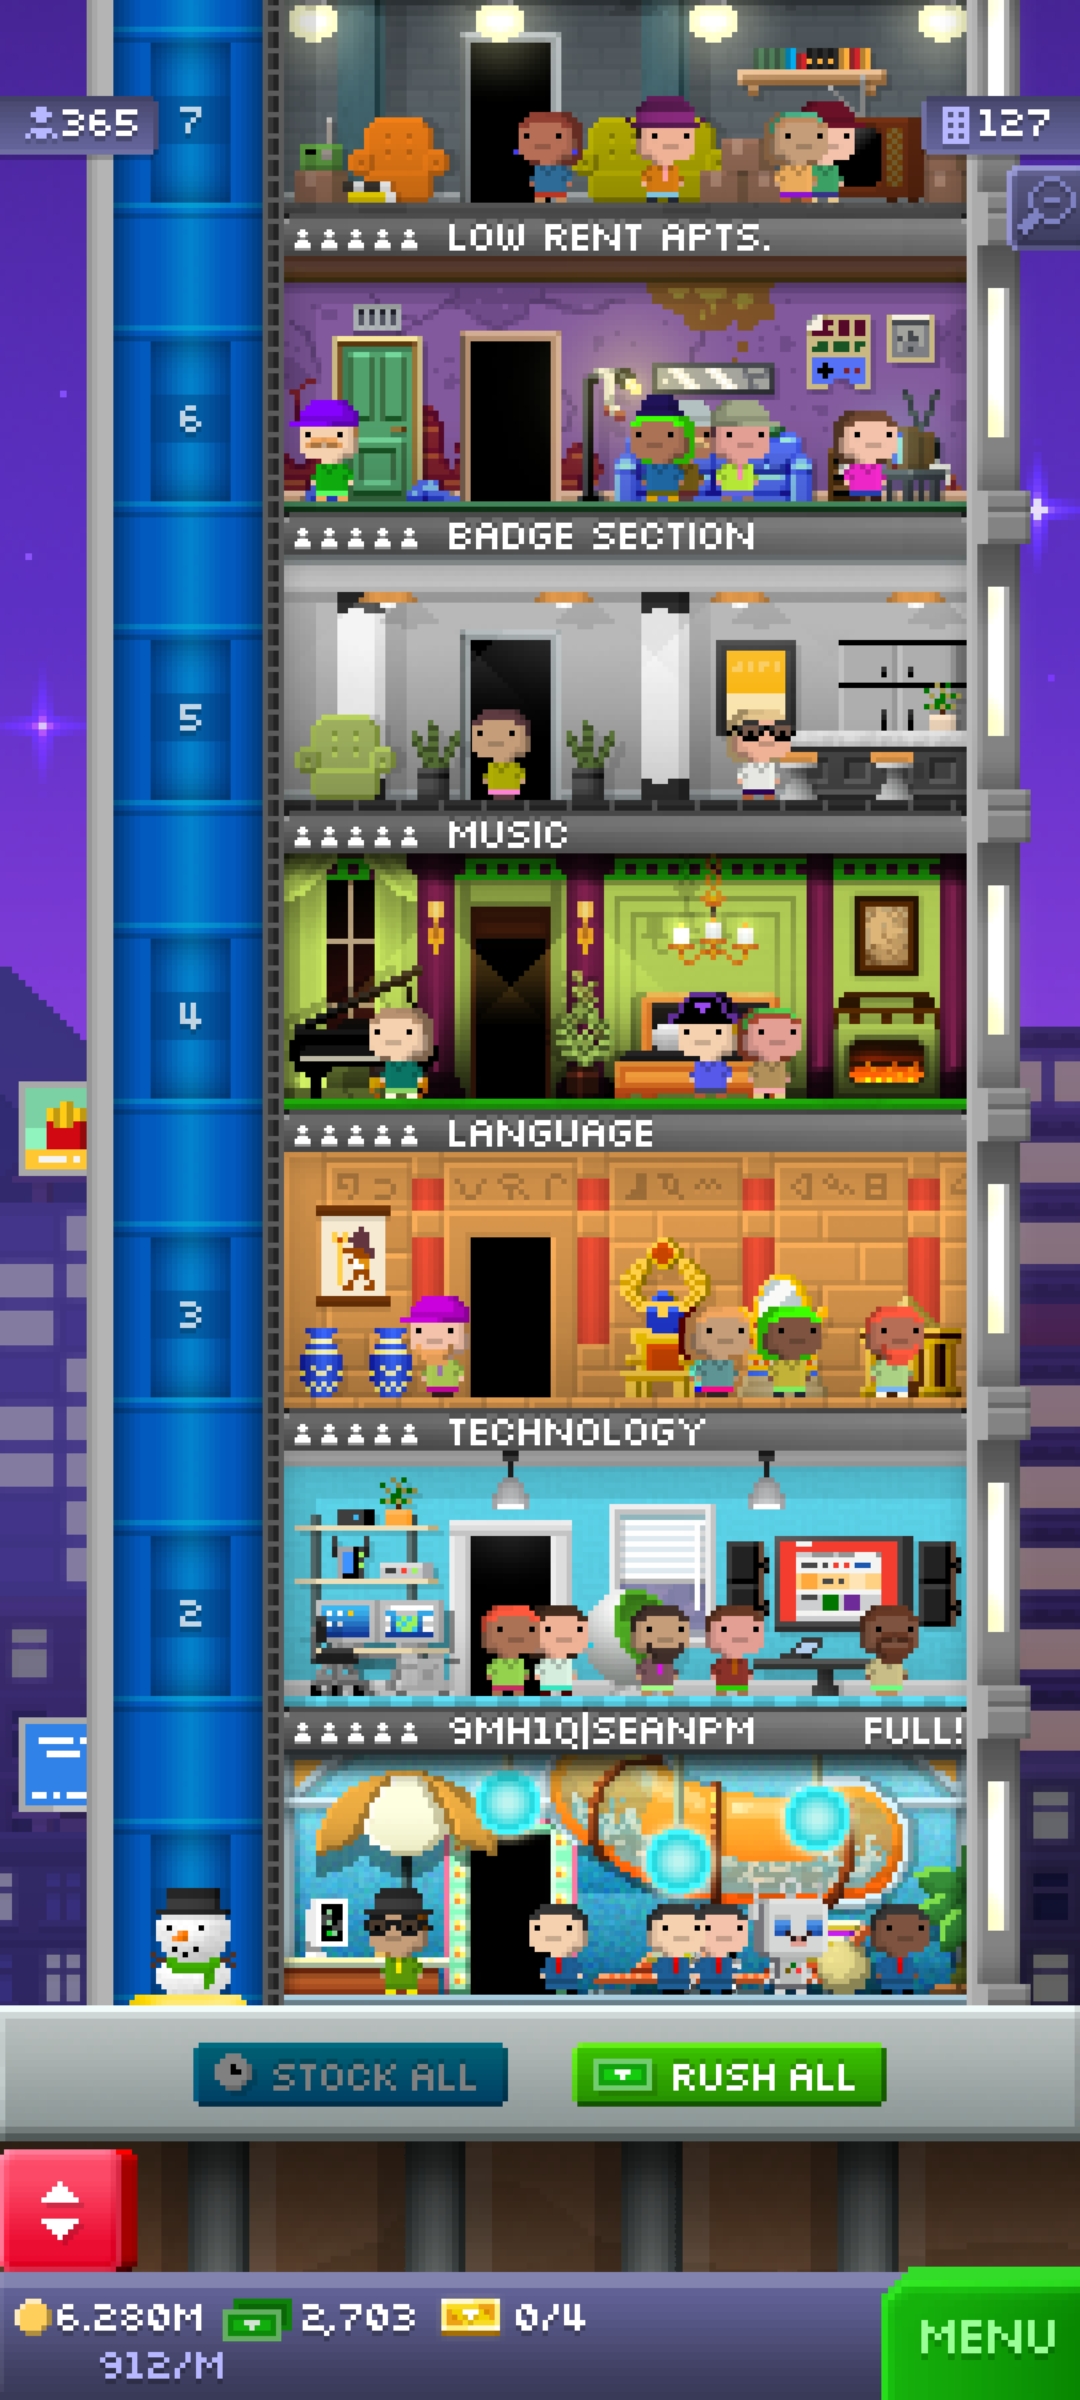 365
7
127
LOW RENT APTS.
6
BADGE SECTION
5
MUSIC
4
LANGUAGE
3
TECHNOLOGY
2
9MH1Q|SEANPM FULL!
STOCK ALL
RUSH ALL
6.280M 2,703 0/4
912/M
MENU